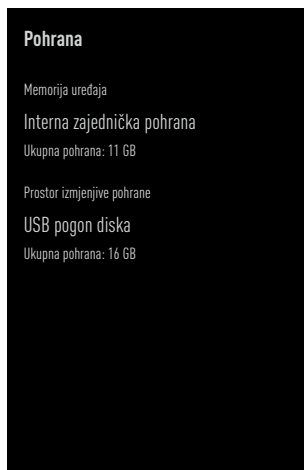 Pohrana
Memorija uređaja
Interna zajednička pohrana
Ukupna pohrana: 11 GB
Prostor izmjenjive pohrane
USB pogon diska
Ukupna pohrana: 16 GB